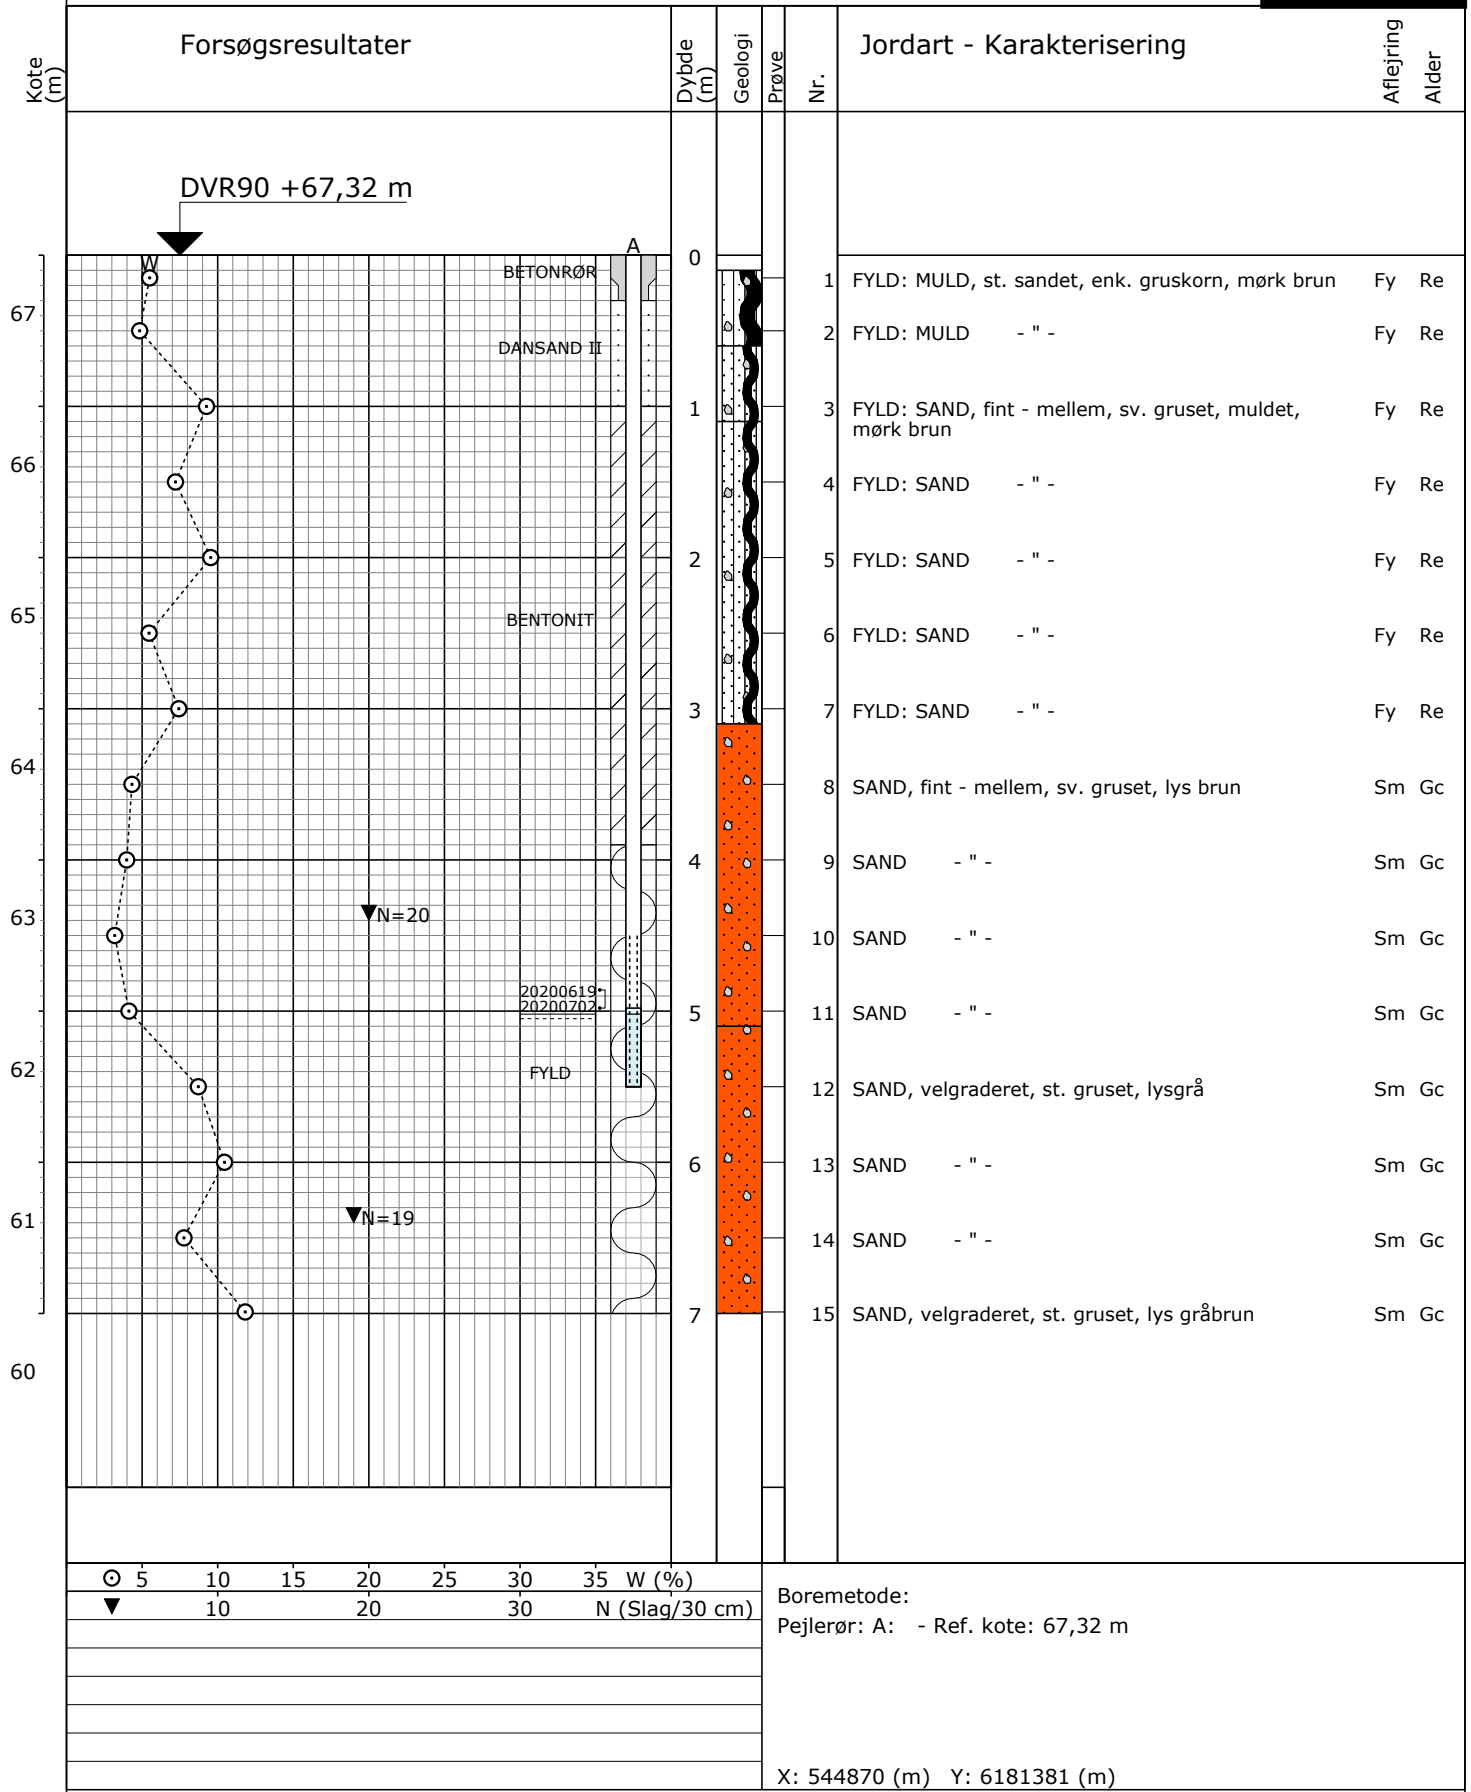 Kote (m)
Forsøgsresultater
Dybde (m)
Geologi
Prøve
Nr.
Jordart - Karakterisering
Aflejring
Alder
DVR90 +67,32 m
A
W
BETONRØR
DANSAND II
BENTONIT
N=20
20200619
20200702
FYLD
N=19
67
66
65
64
63
62
61
60
0
1
2
3
4
5
6
7
1 FYLD: MULD, st. sandet, enk. gruskorn, mørk brun Fy Re
2 FYLD: MULD - " - Fy Re
3 FYLD: SAND, fint - mellem, sv. gruset, muldet, Fy Re
mørk brun
4 FYLD: SAND - " - Fy Re
5 FYLD: SAND - " - Fy Re
6 FYLD: SAND - " - Fy Re
7 FYLD: SAND - " - Fy Re
8 SAND, fint - mellem, sv. gruset, lys brun Sm Gc
9 SAND - " - Sm Gc
10 SAND - " - Sm Gc
11 SAND - " - Sm Gc
12 SAND, velgraderet, st. gruset, lysgrå Sm Gc
13 SAND - " - Sm Gc
14 SAND - " - Sm Gc
15 SAND, velgraderet, st. gruset, lys gråbrun Sm Gc
5 10 15 20 25 30 35 W (%)
10 20 30 N (Slag/30 cm)
Boremetode:
Pejlerør: A: - Ref. kote: 67,32 m
X: 544870 (m) Y: 6181381 (m)